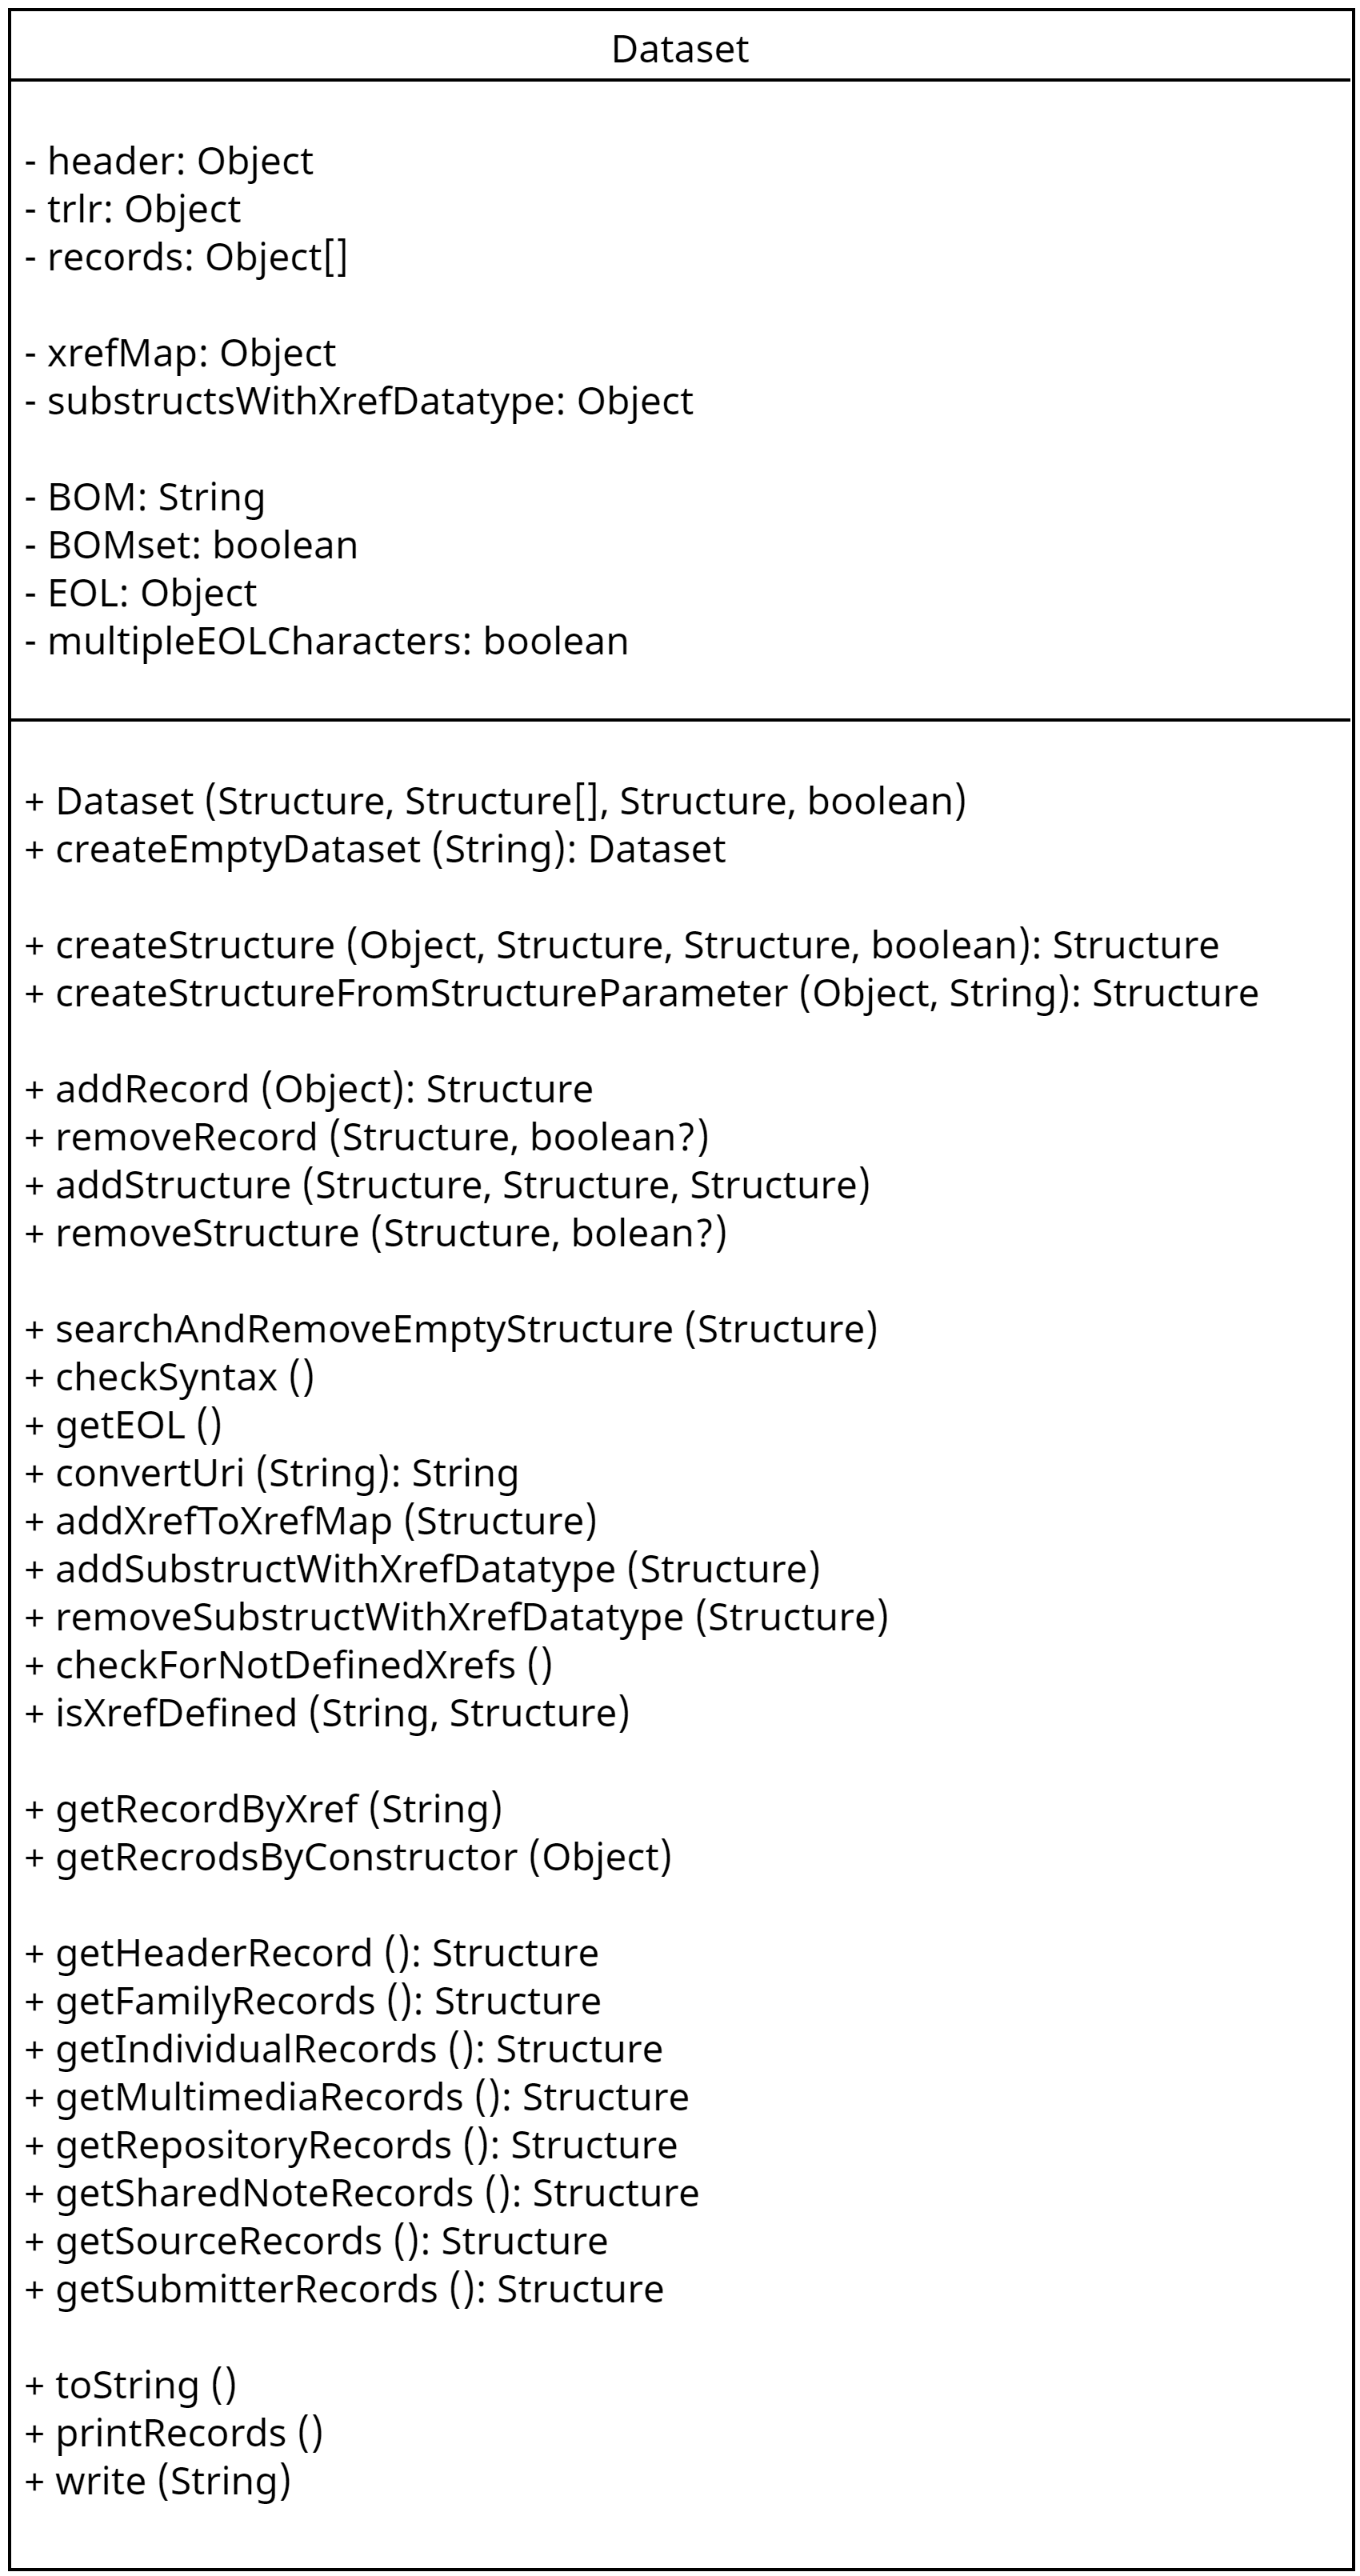 Dataset
- header: Object
- trlr: Object
- records: Object[]
- xrefMap: Object
- substructsWithXrefDatatype: Object
- BOM: String
- BOMset: boolean
- EOL: Object
- multipleEOLCharacters: boolean
+ Dataset (Structure, Structure[], Structure, boolean)
+ createEmptyDataset (String): Dataset
+ createStructure (Object, Structure, Structure, boolean): Structure
+ createStructureFromStructureParameter (Object, String): Structure
+ addRecord (Object): Structure
+ removeRecord (Structure, boolean?)
+ addStructure (Structure, Structure, Structure)
+ removeStructure (Structure, bolean?)
+ searchAndRemoveEmptyStructure (Structure)
+ checkSyntax ()
+ getEOL ()
+ convertUri (String): String
+ addXrefToXrefMap (Structure)
+ addSubstructWithXrefDatatype (Structure)
+ removeSubstructWithXrefDatatype (Structure)
+ checkForNotDefinedXrefs ()
+ isXrefDefined (String, Structure)
+ getRecordByXref (String)
+ getRecrodsByConstructor (Object)
+ getHeaderRecord (): Structure
+ getFamilyRecords (): Structure
+ getIndividualRecords (): Structure
+ getMultimediaRecords (): Structure
+ getRepositoryRecords (): Structure
+ getSharedNoteRecords (): Structure
+ getSourceRecords (): Structure
+ getSubmitterRecords (): Structure
+ toString ()
+ printRecords ()
+ write (String)